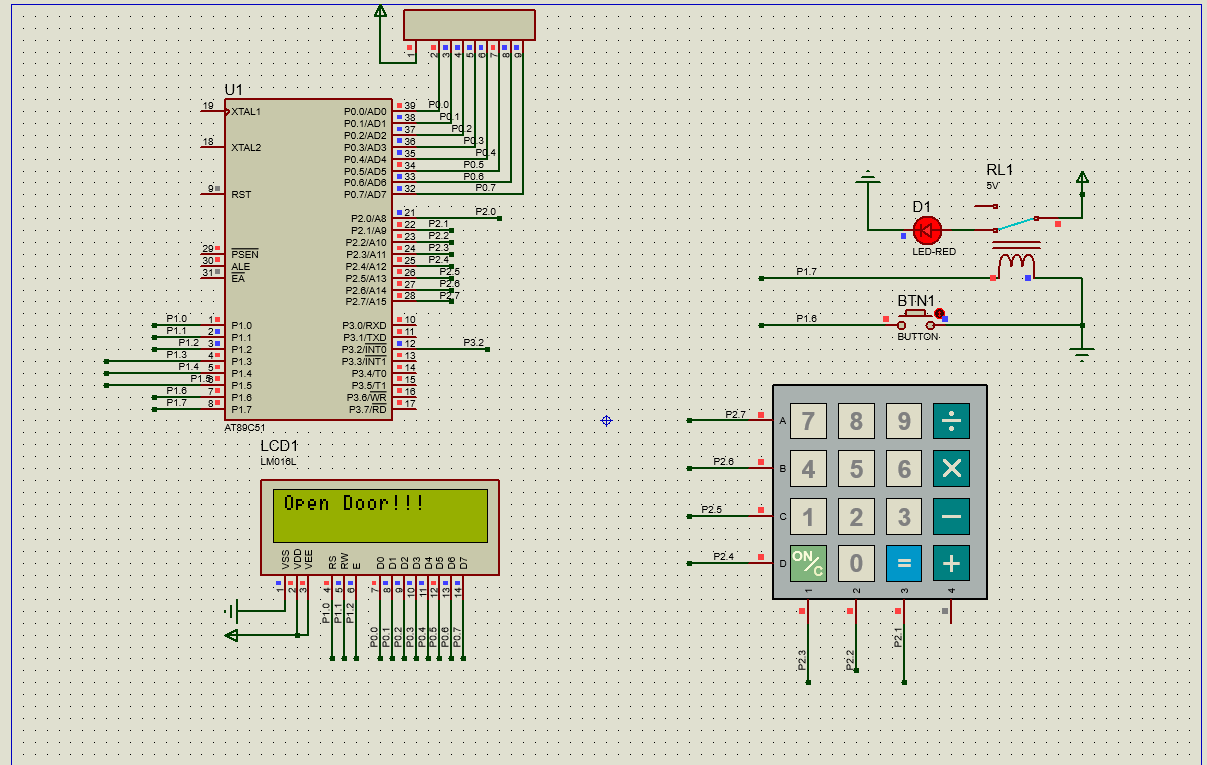 1 2 3 4 5 6 7 8 9
U1
19 XTAL1
18 XTAL2
9 RST
29 PSEN
30 ALE
31 EA
P1.0 1 P1.0
P1.1 2 P1.1
P1.2 3 P1.2
P1.3 4 P1.3
P1.4 5 P1.4
P1.5 6 P1.5
P1.6 7 P1.6
P1.7 8 P1.7
P0.0/AD0 39 P0.0
P0.1/AD1 38 P0.1
P0.2/AD2 37 P0.2
P0.3/AD3 36 P0.3
P0.4/AD4 35 P0.4
P0.5/AD5 34 P0.5
P0.6/AD6 33 P0.6
P0.7/AD7 32 P0.7
P2.0/A8 21 P2.0
P2.1/A9 22 P2.1
P2.2/A10 23 P2.2
P2.3/A11 24 P2.3
P2.4/A12 25 P2.4
P2.5/A13 26 P2.5
P2.6/A14 27 P2.6
P2.7/A15 28 P2.7
P3.0/RXD 10
P3.1/TXD 11
P3.2/INT0 12 P3.2
P3.3/INT1 13
P3.4/T0 14
P3.5/T1 15
P3.6/WR 16
P3.7/RD 17
AT89C51
RL1
5V
D1
LED-RED
P1.7
BTN1
P1.6
BUTTON
LCD1
LM016L
Open Door!!!
VSS VDD VEE RS RW E D0 D1 D2 D3 D4 D5 D6 D7
1 2 3 4 5 6 7 8 9 10 11 12 13 14
P1.0 P1.1 P1.2 P0.0 P0.1 P0.2 P0.3 P0.4 P0.5 P0.6 P0.7
P2.7 A 7 8 9 ÷
P2.6 B 4 5 6 ×
P2.5 C 1 2 3 −
P2.4 D ON/C 0 = +
1 2 3 4
P2.3 P2.2 P2.1